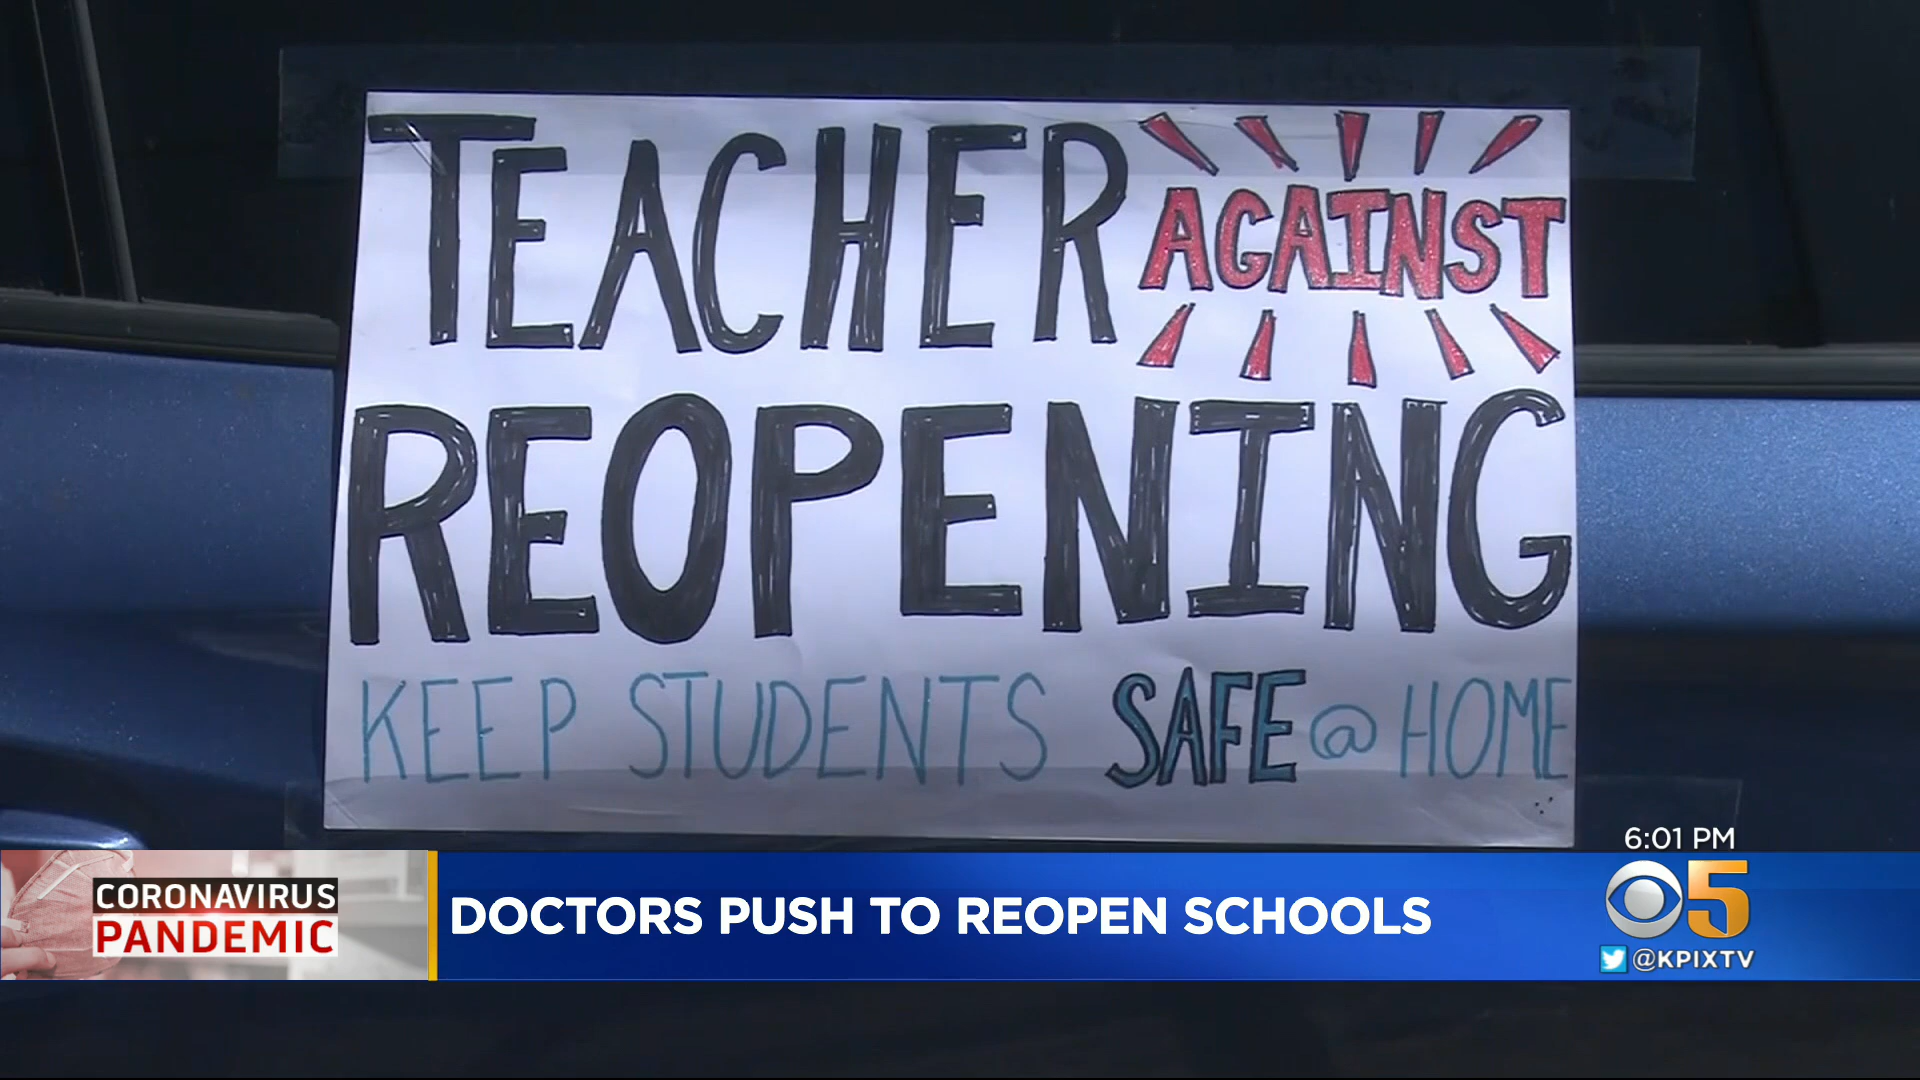 TEACHER AGAINST
REOPENING
KEEP STUDENTS SAFE @ HOME
6:01 PM
CORONAVIRUS
PANDEMIC
DOCTORS PUSH TO REOPEN SCHOOLS
5
@KPIXTV